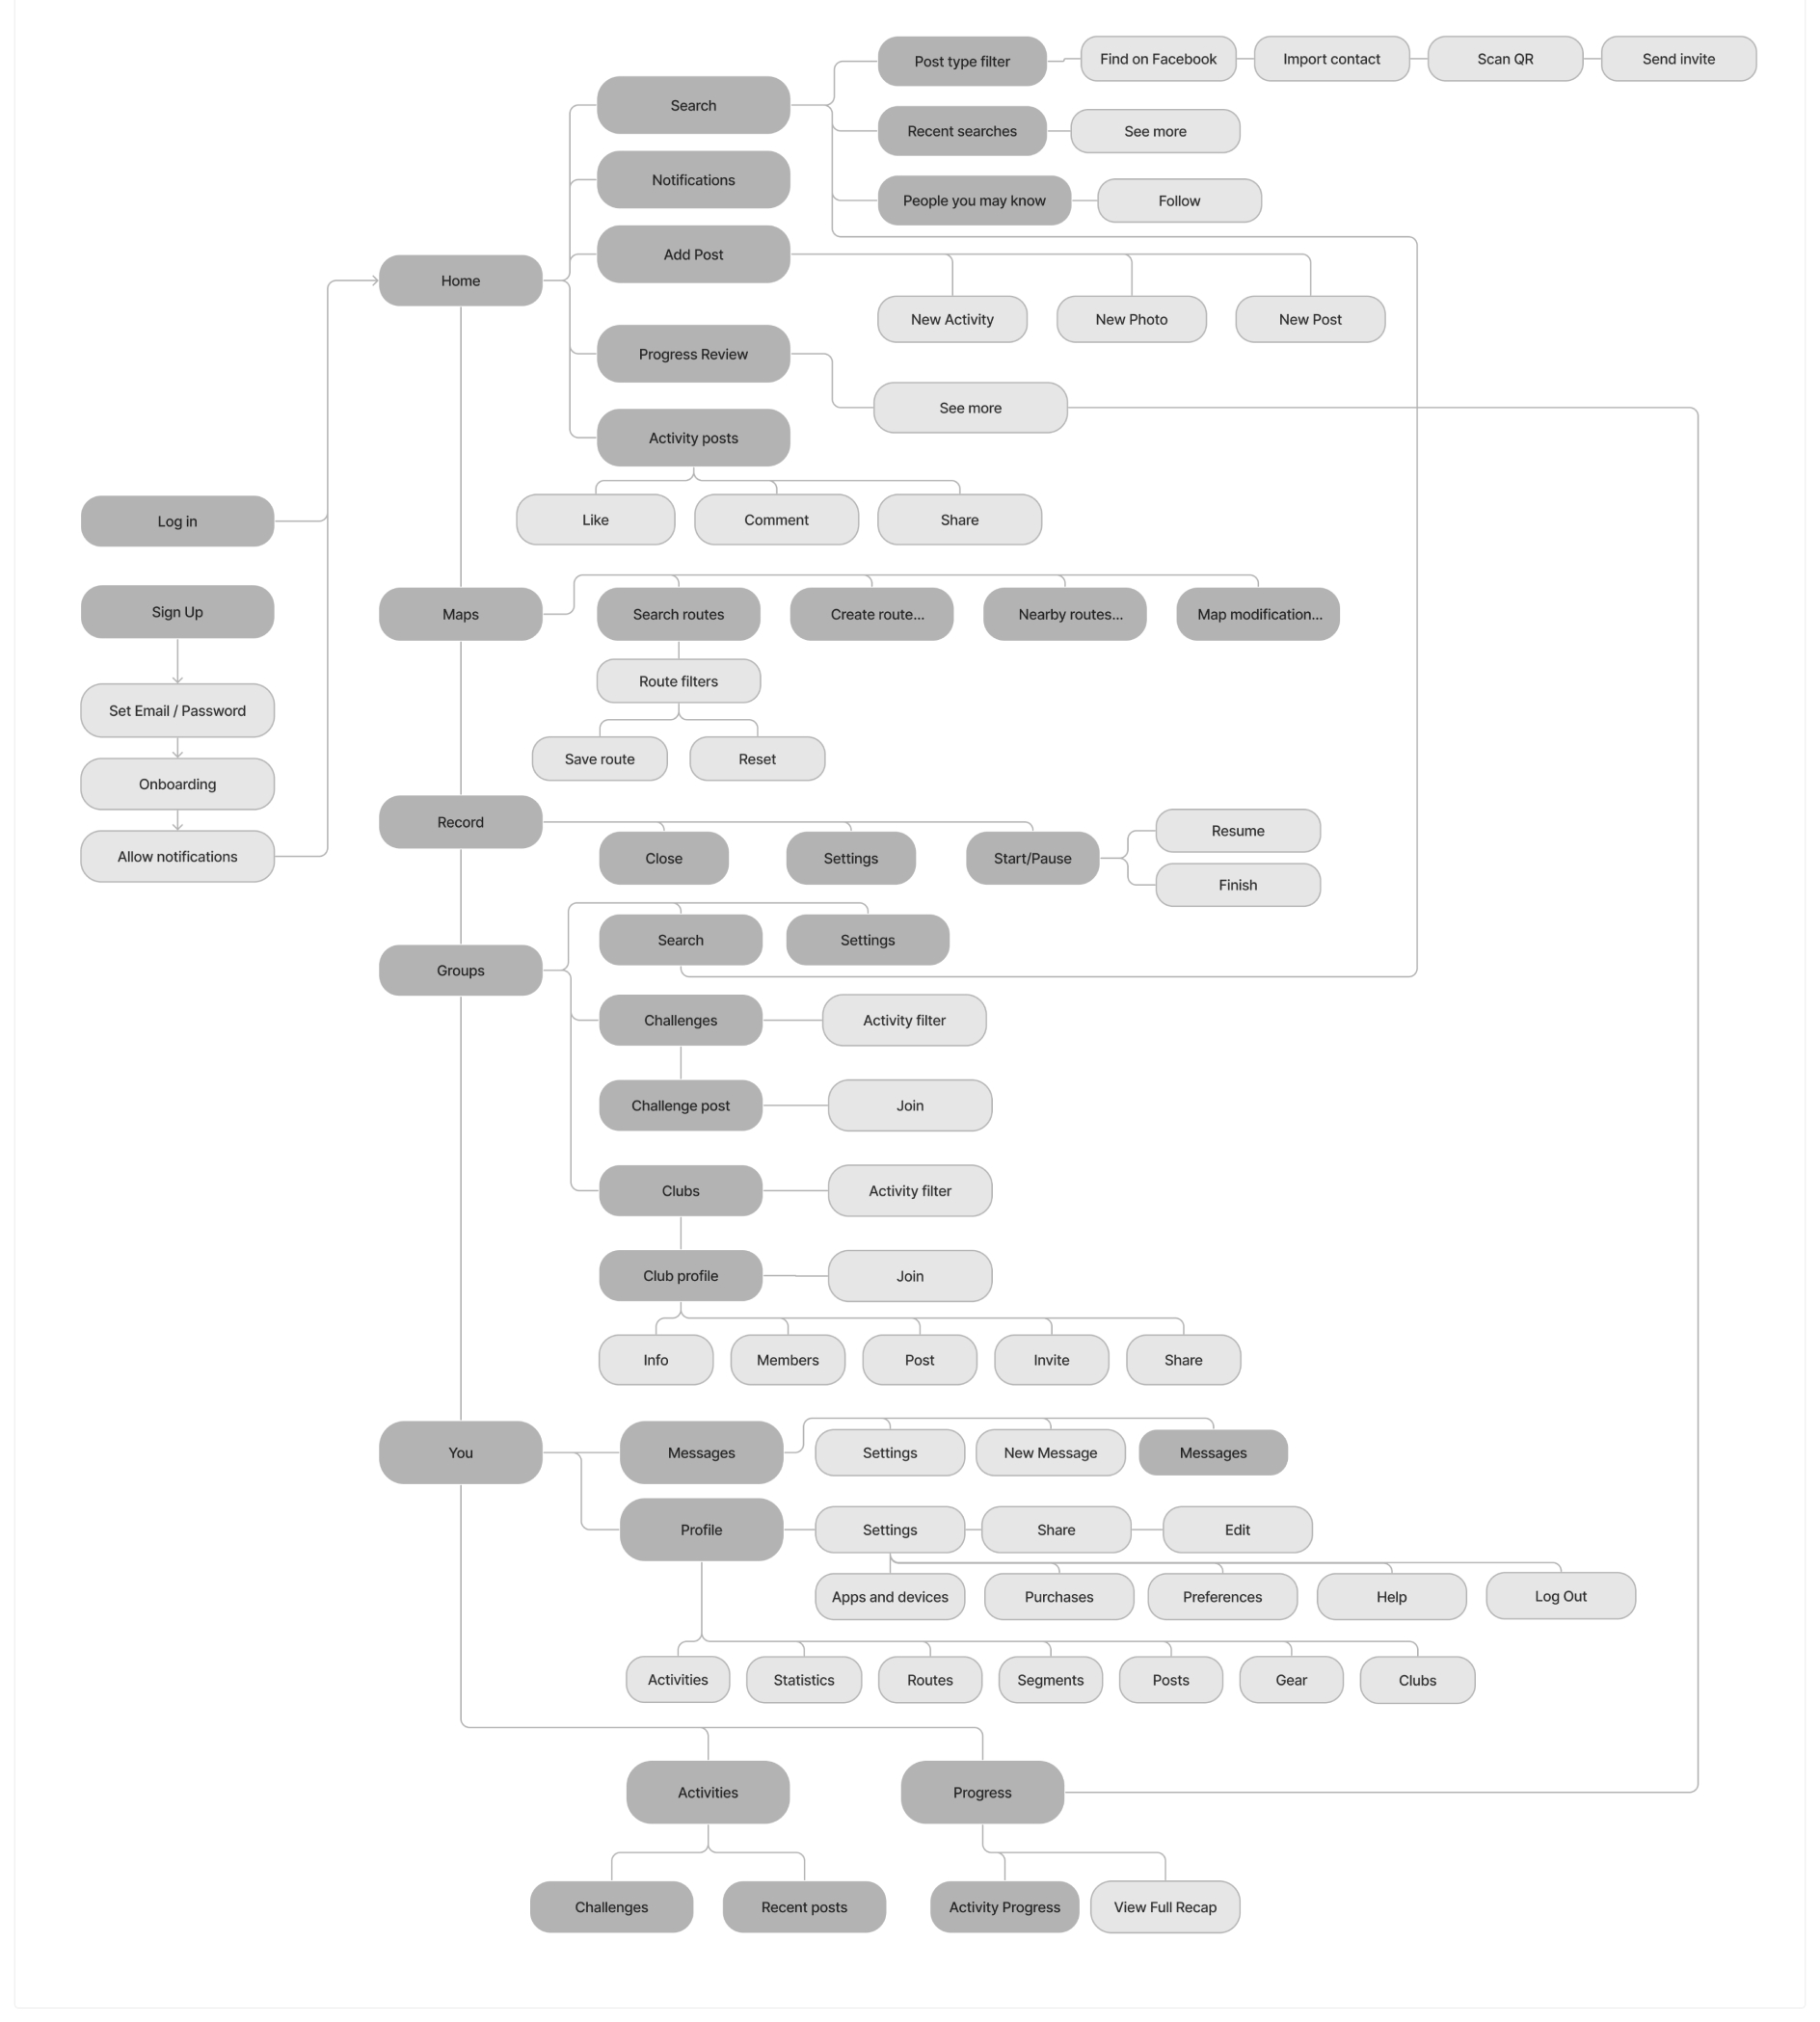 Post type filter
Find on Facebook
Import contact
Scan QR
Send invite
Search
Recent searches
See more
Notifications
People you may know
Follow
Add Post
Home
New Activity
New Photo
New Post
Progress Review
See more
Activity posts
Log in
Like
Comment
Share
Sign Up
Maps
Search routes
Create route...
Nearby routes...
Map modification...
Route filters
Set Email / Password
Save route
Reset
Onboarding
Record
Resume
Allow notifications
Close
Settings
Start/Pause
Finish
Search
Settings
Groups
Challenges
Activity filter
Challenge post
Join
Clubs
Activity filter
Club profile
Join
Info
Members
Post
Invite
Share
You
Messages
Settings
New Message
Messages
Profile
Settings
Share
Edit
Apps and devices
Purchases
Preferences
Help
Log Out
Activities
Statistics
Routes
Segments
Posts
Gear
Clubs
Activities
Progress
Challenges
Recent posts
Activity Progress
View Full Recap